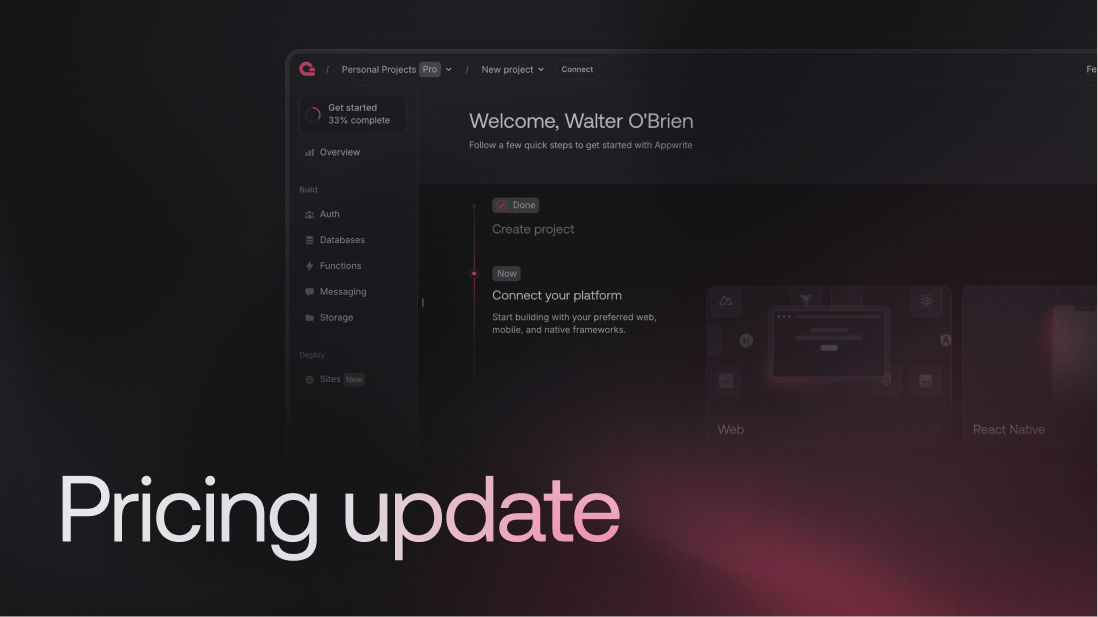 / Personal Projects Pro / New project Connect
Get started
33% complete
Welcome, Walter O'Brien
Follow a few quick steps to get started with Appwrite
Overview
Build
Auth
Databases
Functions
Messaging
Storage
Deploy
Sites New
Done
Create project
Now
Connect your platform
Start building with your preferred web,
mobile, and native frameworks.
Web
React Native
Pricing update